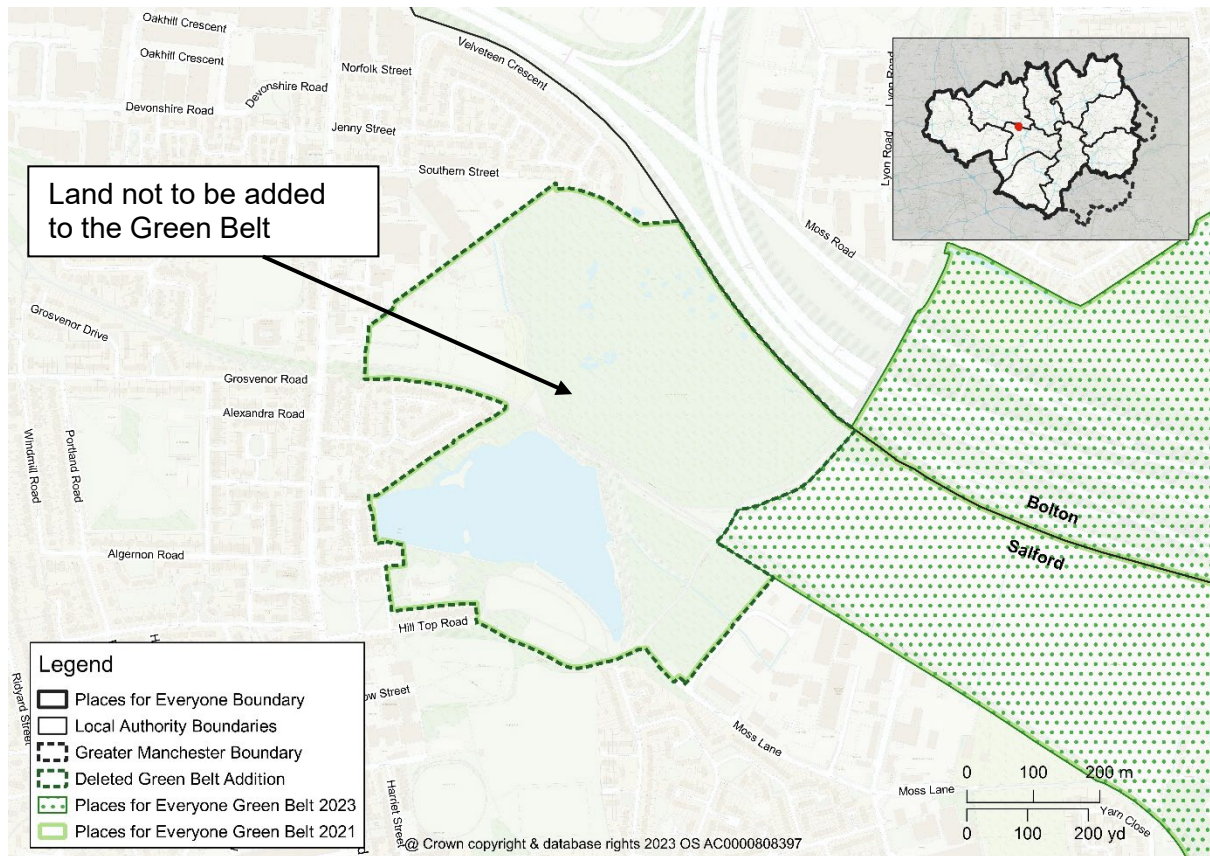 Oakhill Crescent
Oakhill Crescent
Norfolk Street
Velveteen Crescent
Devonshire Road
Devonshire Road
Jenny Street
Southern Street
Lyon Road
Lyon Road
Moss Road
Land not to be added
to the Green Belt
Grosvenor Drive
Grosvenor Road
Alexandra Road
Windmill Road
Portland Road
Algernon Road
Bolton
Salford
Hill Top Road
Ridyard Street
Harriet Street
Moss Lane
Moss Lane
Yarn Close
Legend
Places for Everyone Boundary
Local Authority Boundaries
Greater Manchester Boundary
Deleted Green Belt Addition
Places for Everyone Green Belt 2023
Places for Everyone Green Belt 2021
0 100 200 m
0 100 200 yd
@ Crown copyright & database rights 2023 OS AC0000808397